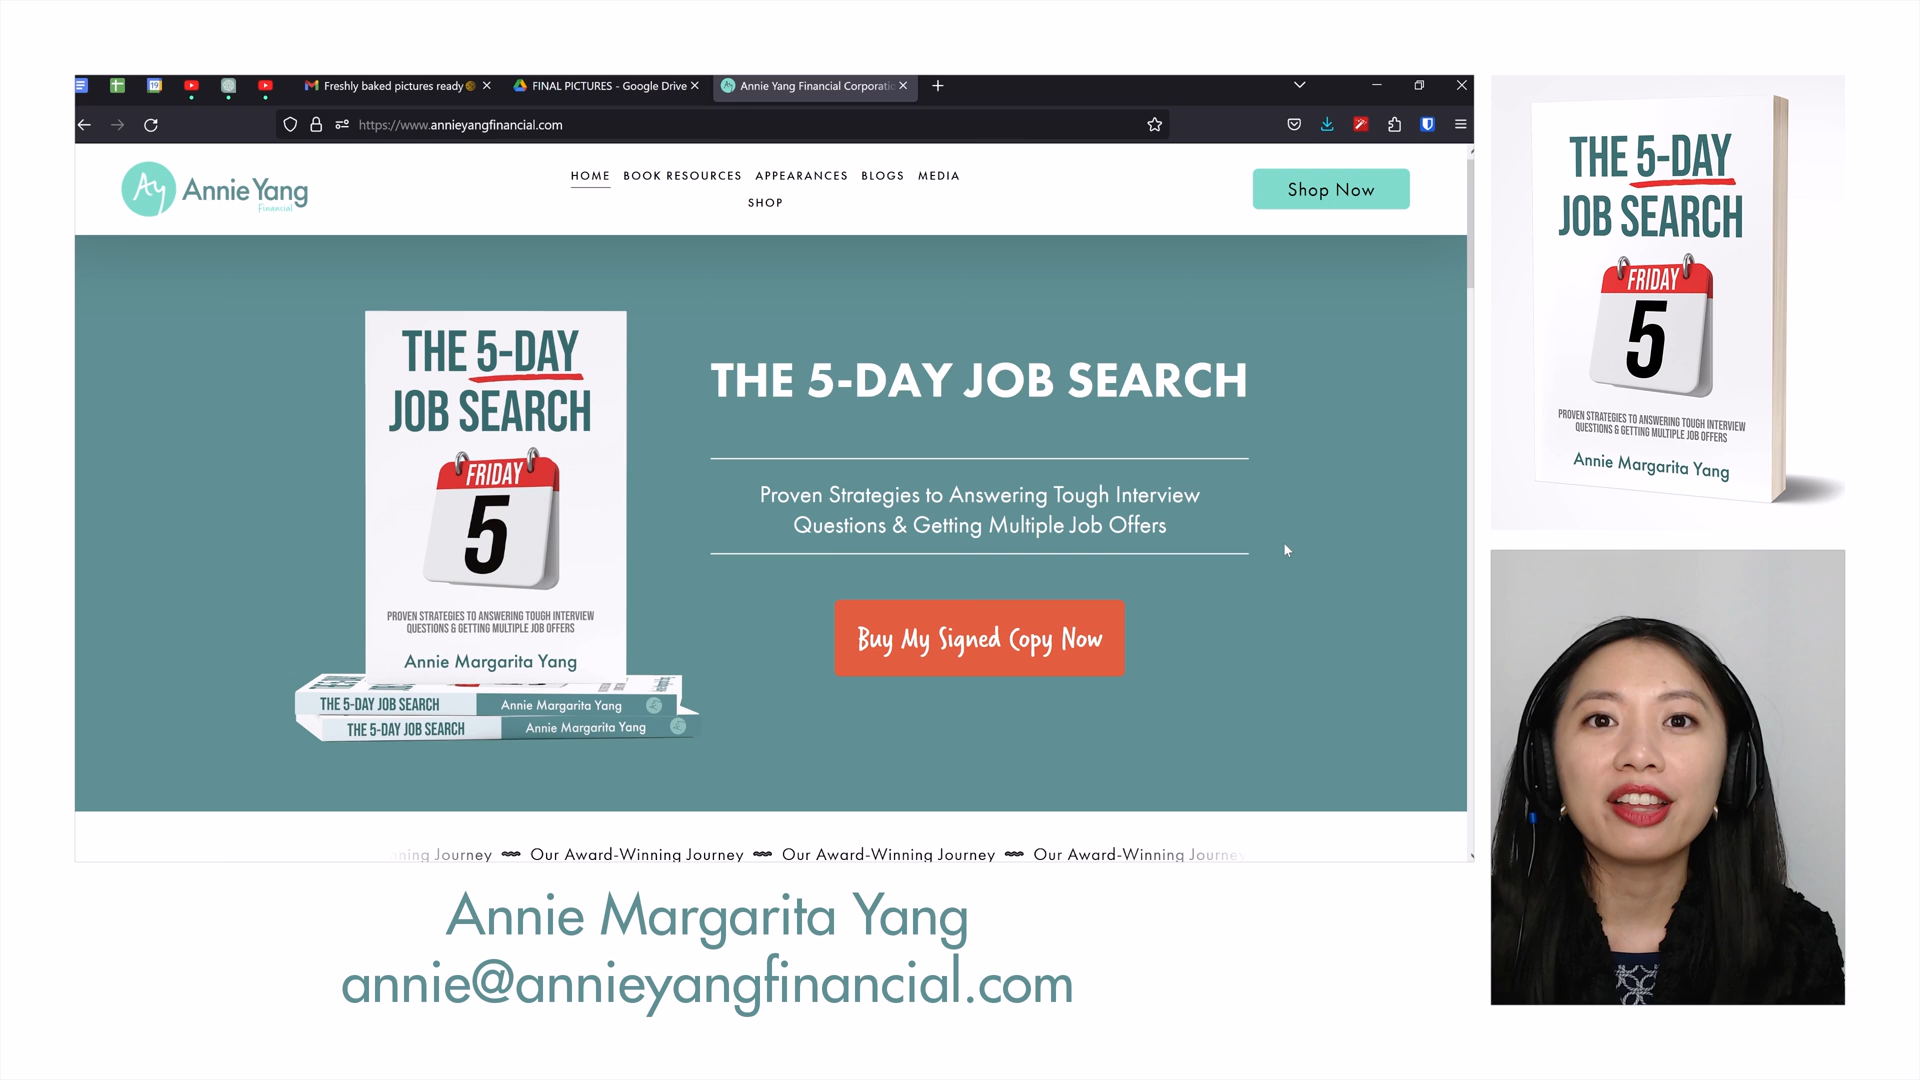 Freshly baked pictures ready
FINAL PICTURES - Google Drive
Annie Yang Financial Corporati
https://www.annieyangfinancial.com
Ay
Annie Yang
Financial
HOME BOOK RESOURCES APPEARANCES BLOGS MEDIA
SHOP
Shop Now
THE 5-DAY
JOB SEARCH
FRIDAY
5
PROVEN STRATEGIES TO ANSWERING TOUGH INTERVIEW
QUESTIONS & GETTING MULTIPLE JOB OFFERS
Annie Margarita Yang
THE 5-DAY JOB SEARCH Annie Margarita Yang
THE 5-DAY JOB SEARCH Annie Margarita Yang
THE 5-DAY JOB SEARCH
Proven Strategies to Answering Tough Interview
Questions & Getting Multiple Job Offers
Buy My Signed Copy Now
nning Journey Our Award-Winning Journey Our Award-Winning Journey Our Award-Winning Journey
THE 5-DAY
JOB SEARCH
FRIDAY
5
PROVEN STRATEGIES TO ANSWERING TOUGH INTERVIEW
QUESTIONS & GETTING MULTIPLE JOB OFFERS
Annie Margarita Yang
Annie Margarita Yang
annie@annieyangfinancial.com